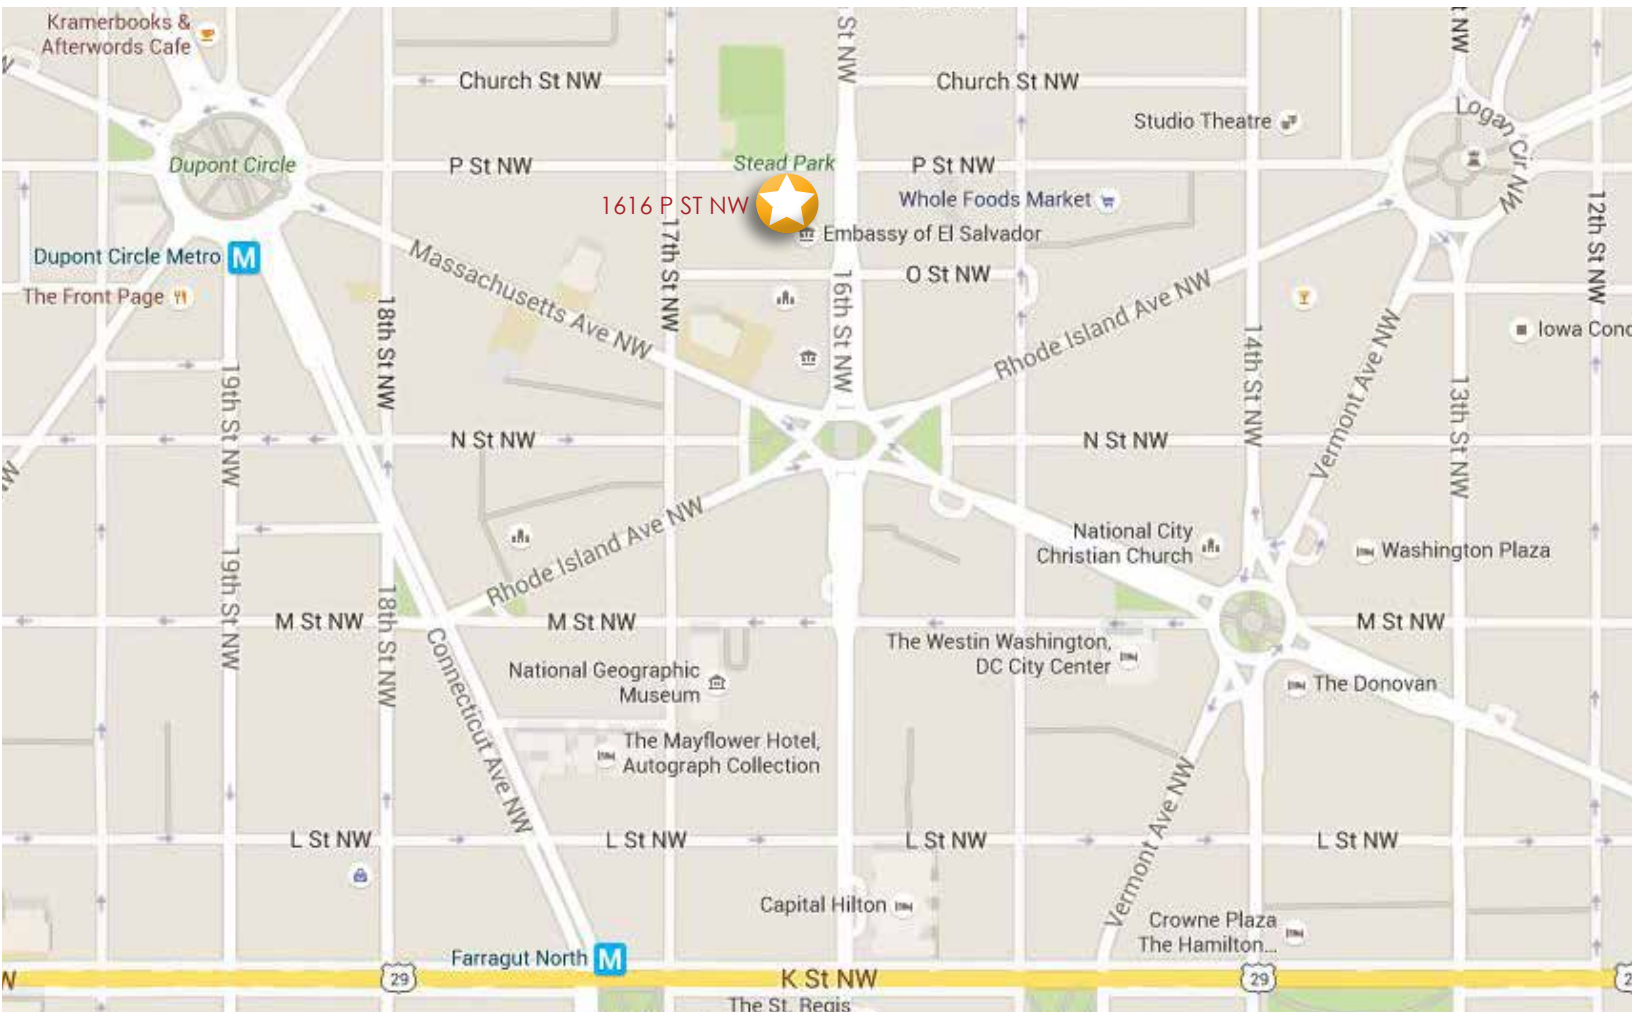 Kramerbooks &
Afterwords Cafe
St NW
t NW
Church St NW
Church St NW
Studio Theatre
Logan Cir NW
Dupont Circle
P St NW
Stead Park
P St NW
1616 P ST NW
Whole Foods Market
12th St NW
17th St NW
Embassy of El Salvador
Dupont Circle Metro
M
Massachusetts Ave NW
O St NW
16th St NW
The Front Page
18th St NW
Rhode Island Ave NW
14th St NW
Vermont Ave NW
Iowa Cond
19th St NW
13th St NW
N St NW
N St NW
NW
Rhode Island Ave NW
National City
Christian Church
Washington Plaza
19th St NW
18th St NW
M St NW
M St NW
M St NW
Connecticut Ave NW
The Westin Washington,
DC City Center
National Geographic
Museum
The Donovan
The Mayflower Hotel,
Autograph Collection
Vermont Ave NW
L St NW
L St NW
L St NW
L St NW
Capital Hilton
Crowne Plaza
The Hamilton...
Farragut North
M
W
29
K St NW
29
2
The St. Regis